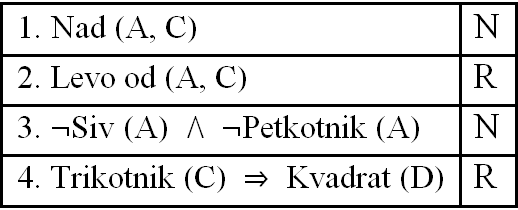 1. Nad (A, C) N
2. Levo od (A, C) R
3. ¬Siv (A) ∧ ¬Petkotnik (A) N
4. Trikotnik (C) ⇒ Kvadrat (D) R